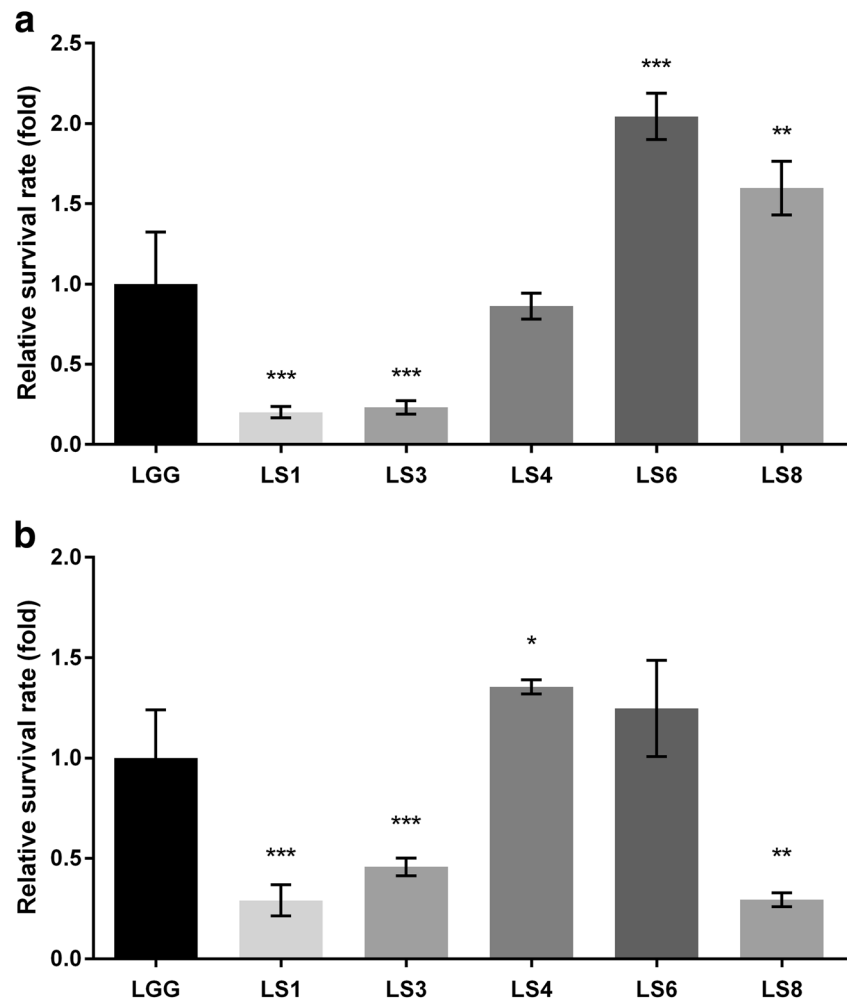 a
Relative survival rate (fold)
2.5
2.0
1.5
1.0
0.5
0.0
*** *** *** **
LGG LS1 LS3 LS4 LS6 LS8
b
Relative survival rate (fold)
2.0
1.5
1.0
0.5
0.0
*** *** * **
LGG LS1 LS3 LS4 LS6 LS8